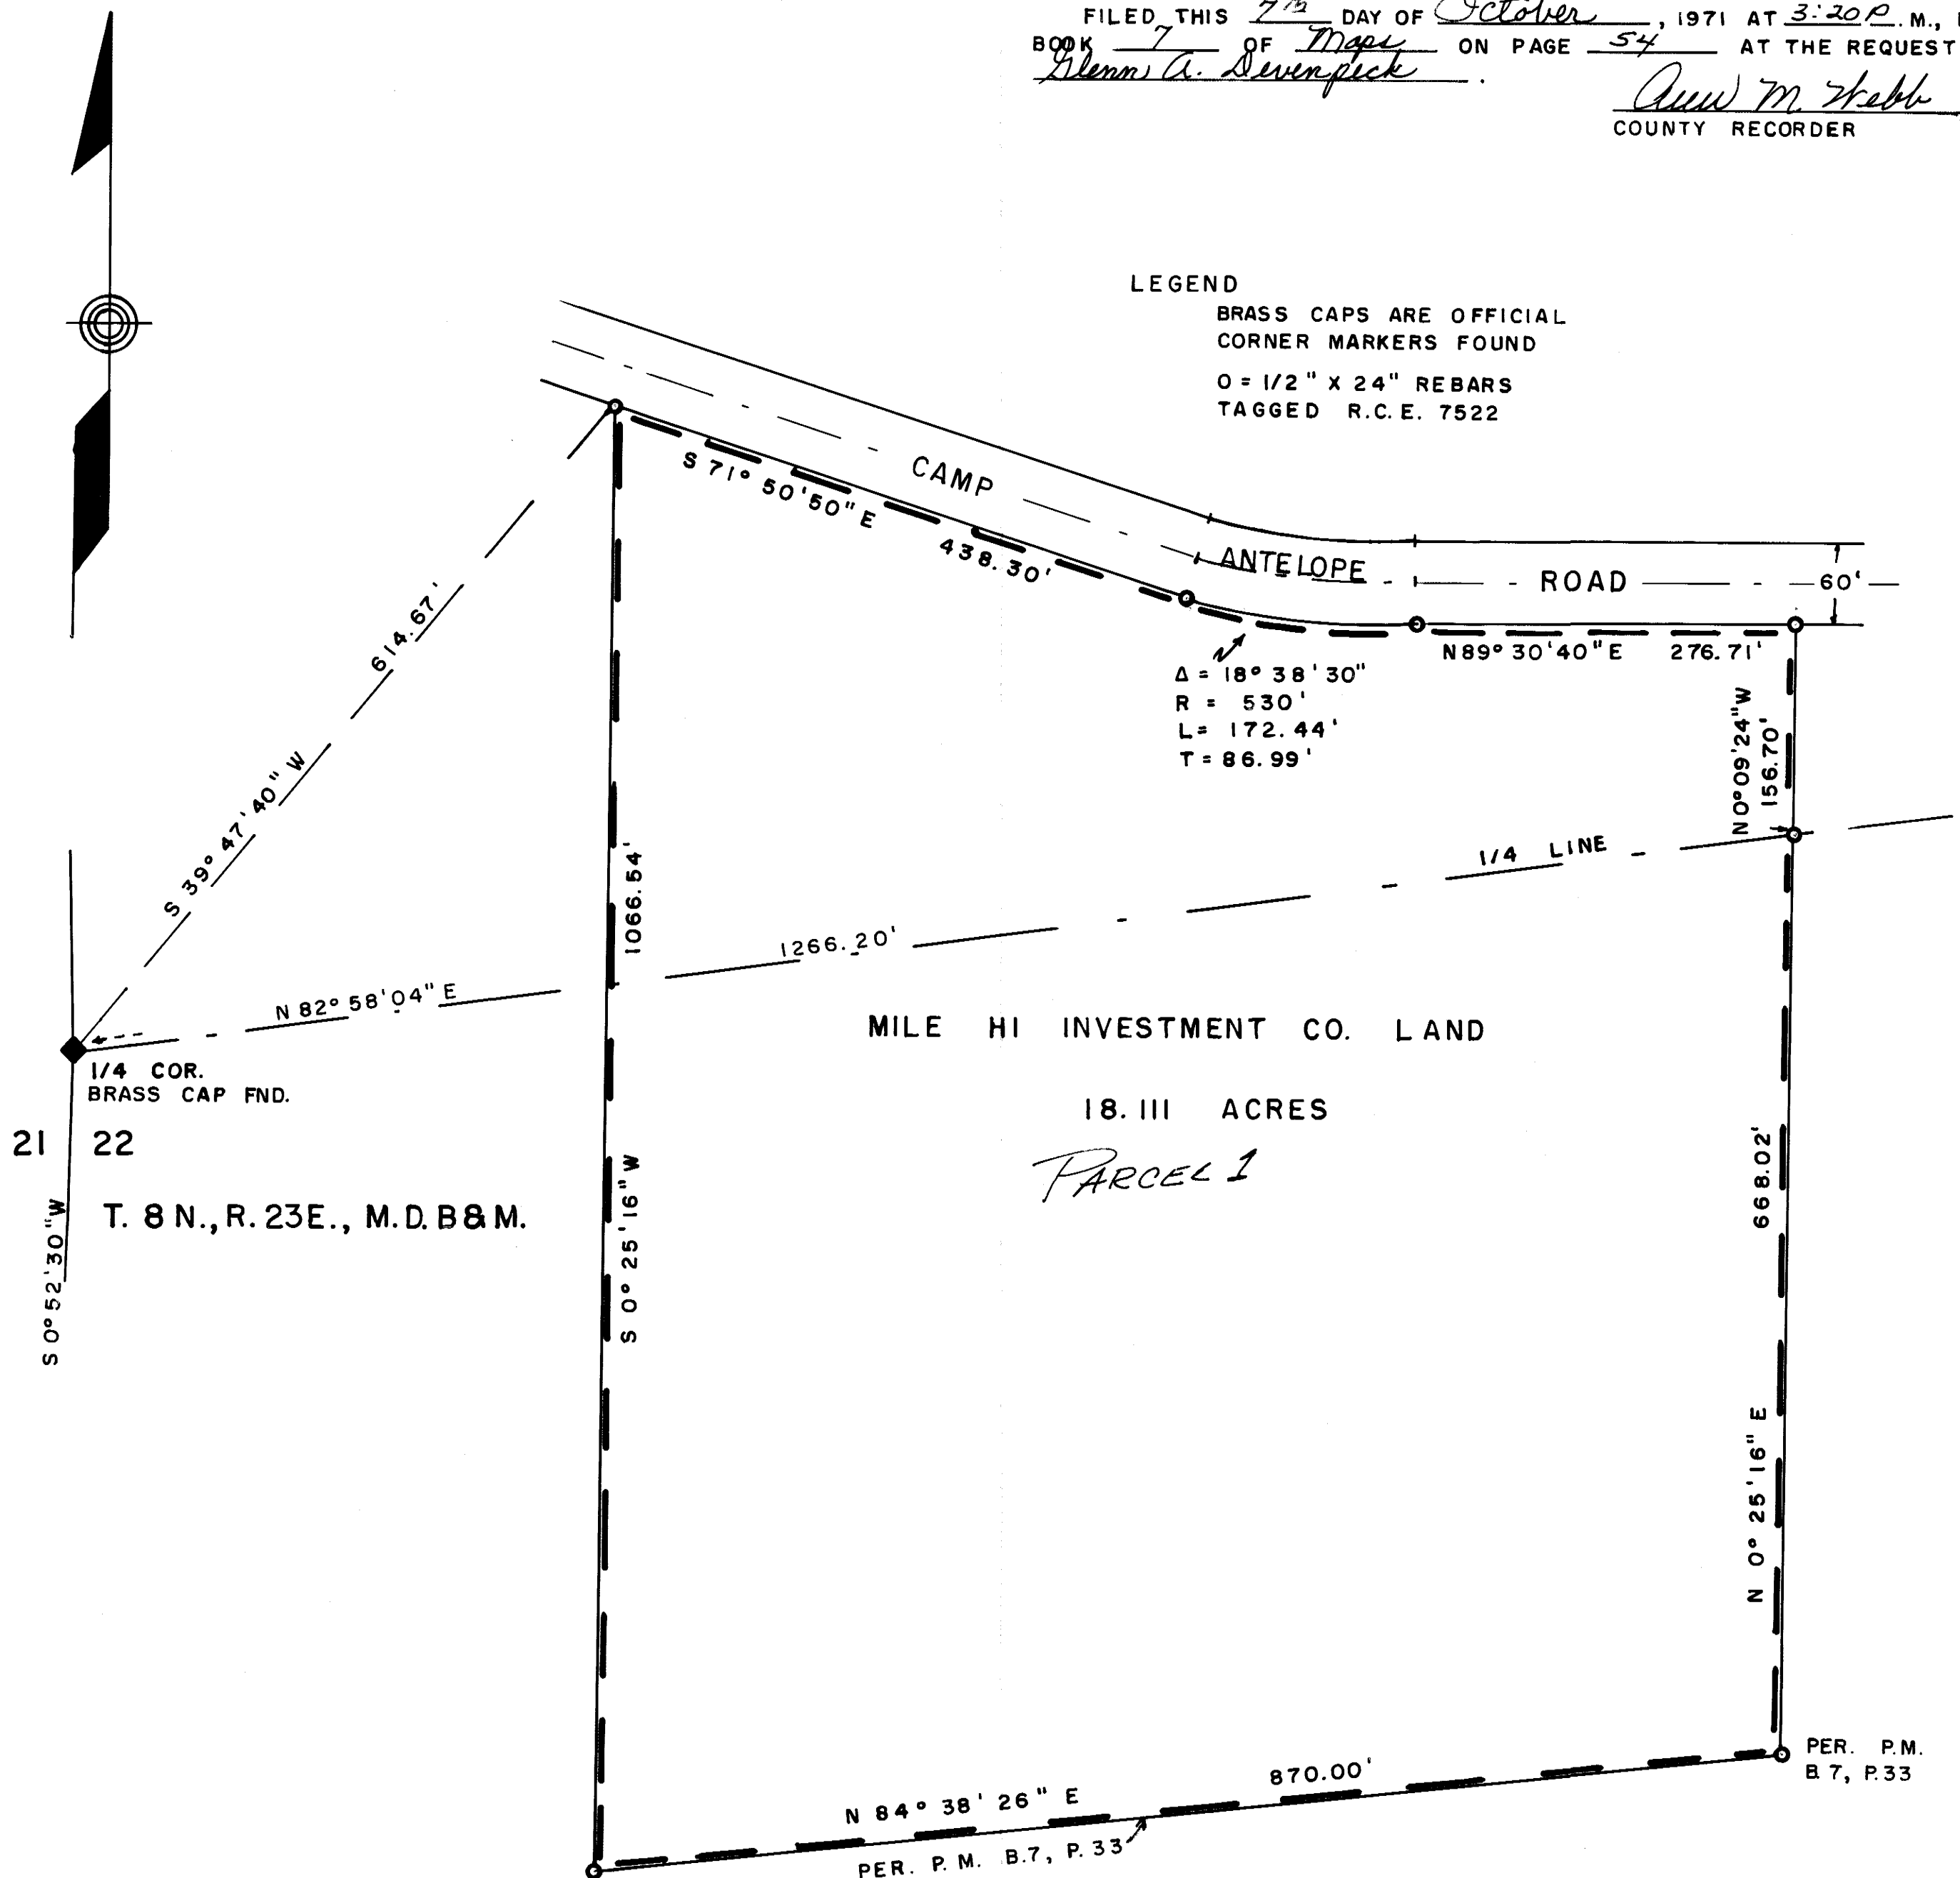 FILED THIS 7th DAY OF October, 1971 AT 3:20 P.M.,
BOOK 7 OF Maps ON PAGE 54 AT THE REQUEST
Glenn A. Devenpeck.
M. Webb
COUNTY RECORDER
LEGEND
BRASS CAPS ARE OFFICIAL
CORNER MARKERS FOUND
O = 1/2" X 24" REBARS
TAGGED R.C.E. 7522
CAMP
ANTELOPE
ROAD
60'
S 71° 50' 50" E
438.30'
N 89° 30' 40" E 276.71'
Δ = 18° 38' 30"
R = 530'
L = 172.44'
T = 86.99'
N 0° 09' 24" W
156.70'
614.67'
S 39° 47' 40" W
1/4 LINE
1066.54'
1266.20'
N 82° 58' 04" E
MILE HI INVESTMENT CO. LAND
1/4 COR.
BRASS CAP FND.
18.111 ACRES
21 22
PARCEL 1
668.02'
S 0° 25' 16" W
T. 8 N., R. 23 E., M.D.B & M.
S 0° 52' 30" W
N 0° 25' 16" E
PER. P.M.
B. 7, P. 33
870.00'
N 84° 38' 26" E
PER. P.M. B.7, P. 33